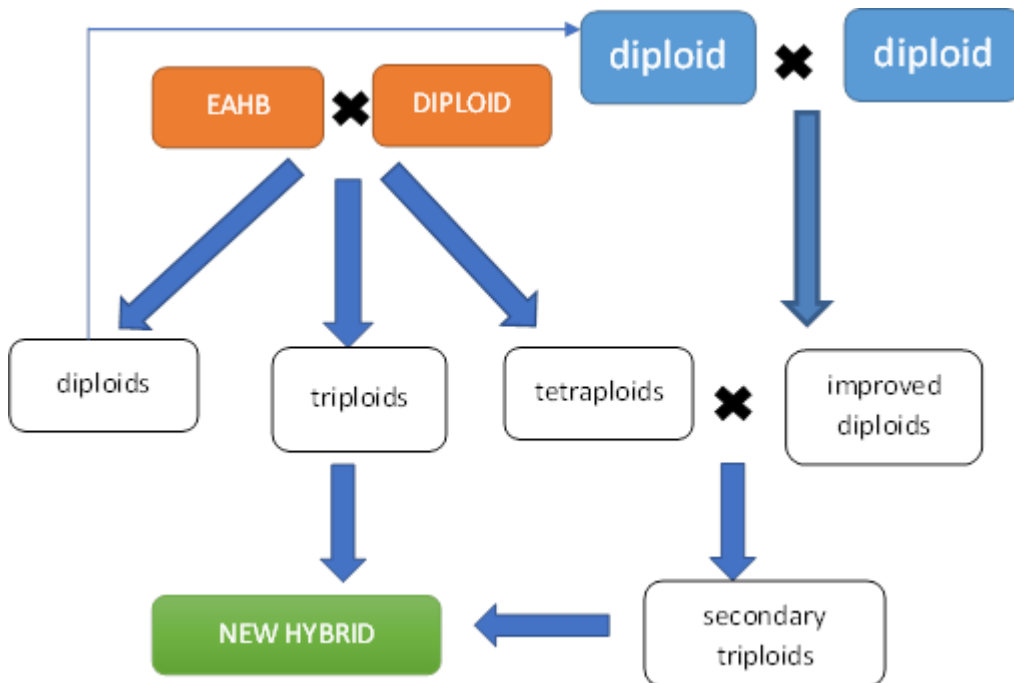 diploid
diploid
EAHB
DIPLOID
diploids
triploids
tetraploids
improved
diploids
NEW HYBRID
secondary
triploids